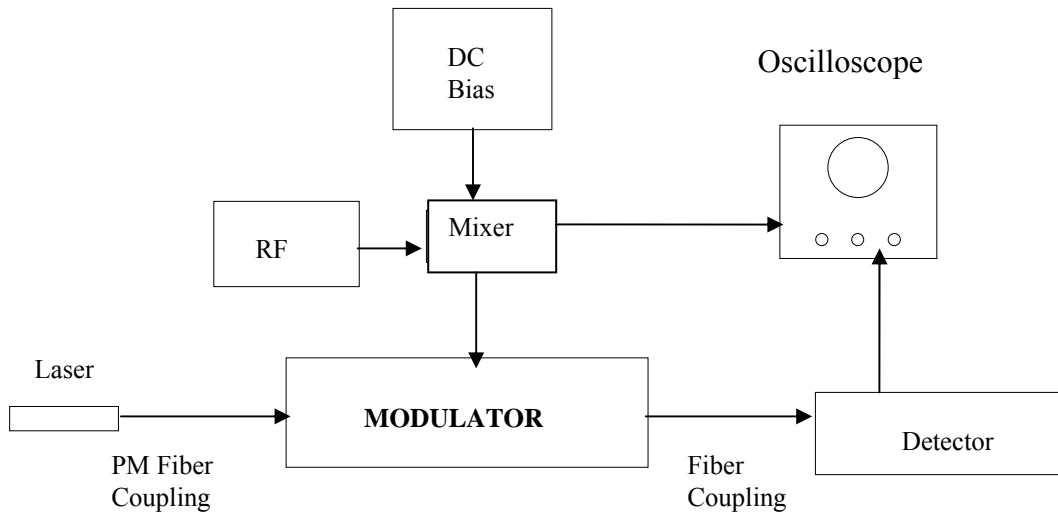 DC
Bias
Oscilloscope
Mixer
RF
Laser
MODULATOR
Detector
PM Fiber
Coupling
Fiber
Coupling